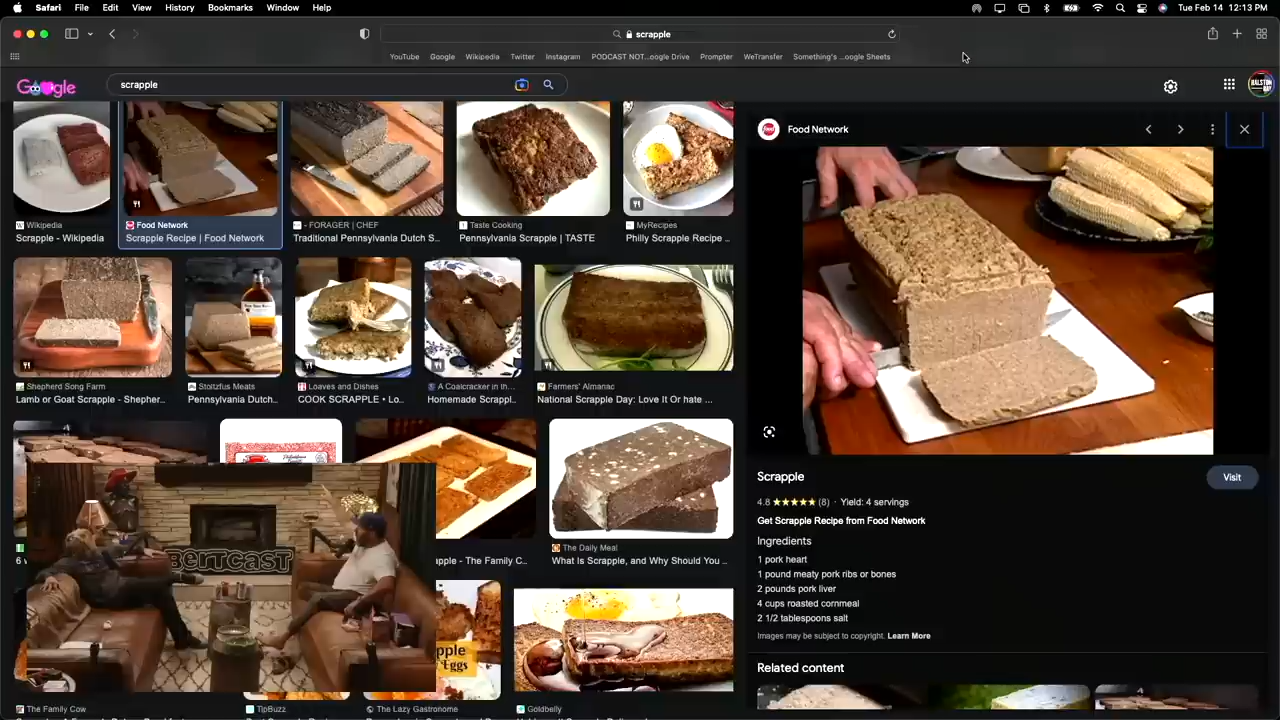 Safari File Edit View History Bookmarks Window Help
Tue Feb 14 12:13 PM
scrapple
YouTube Google Wikipedia Twitter Instagram PODCAST NOT...oogle Drive Prompter WeTransfer Something's ...oogle Sheets
Google
scrapple
Wikipedia
Scrapple - Wikipedia
Food Network
Scrapple Recipe | Food Network
- FORAGER | CHEF
Traditional Pennsylvania Dutch S...
Taste Cooking
Pennsylvania Scrapple | TASTE
MyRecipes
Philly Scrapple Recipe ...
Shepherd Song Farm
Lamb or Goat Scrapple - Shepher...
Stoltzfus Meats
Pennsylvania Dutch...
Loaves and Dishes
COOK SCRAPPLE • Lo...
A Coalcracker in th...
Homemade Scrappl...
Farmers' Almanac
National Scrapple Day: Love It Or hate ...
6
apple - The Family C...
The Daily Meal
What Is Scrapple, and Why Should You ...
BERTCAST
pple
Eggs
The Family Cow
TipBuzz
The Lazy Gastronome
Goldbelly
Food Network
Scrapple
Visit
4.8 ★★★★★ (8) · Yield: 4 servings
Get Scrapple Recipe from Food Network
Ingredients
1 pork heart
1 pound meaty pork ribs or bones
2 pounds pork liver
4 cups roasted cornmeal
2 1/2 tablespoons salt
Images may be subject to copyright. Learn More
Related content